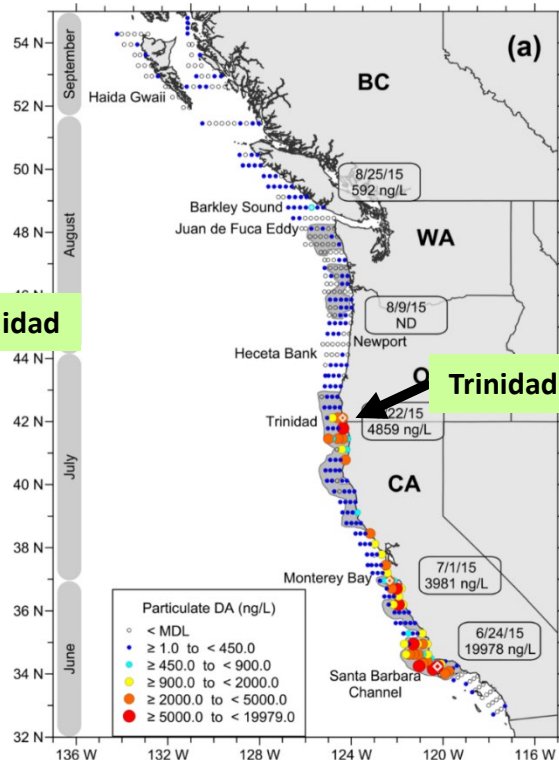 (a)
September
August
July
June
55 N
54 N
52 N
50 N
48 N
44 N
42 N
40 N
38 N
36 N
34 N
32 N
136 W
132 W
128 W
124 W
120 W
116 W
BC
WA
CA
Haida Gwaii
8/25/15
592 ng/L
Barkley Sound
Juan de Fuca Eddy
8/9/15
ND
Newport
Heceta Bank
Trinidad
Trinidad
4859 ng/L
7/1/15
3981 ng/L
Monterey Bay
6/24/15
19978 ng/L
Santa Barbara
Channel
Particulate DA (ng/L)
< MDL
≥ 1.0 to < 450.0
≥ 450.0 to < 900.0
≥ 900.0 to < 2000.0
≥ 2000.0 to < 5000.0
≥ 5000.0 to < 19979.0